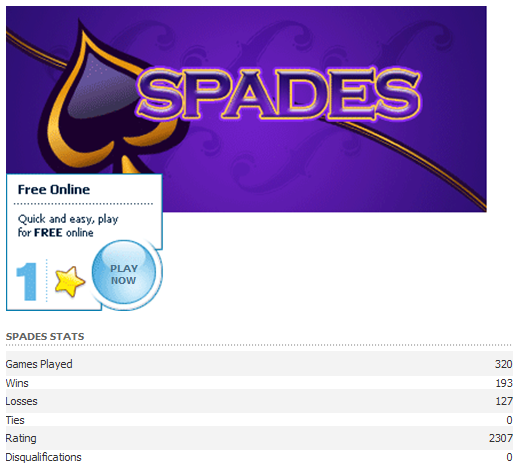 SPADES
Free Online
Quick and easy, play
for FREE online
1
PLAY
NOW
SPADES STATS
Games Played 320
Wins 193
Losses 127
Ties 0
Rating 2307
Disqualifications 0